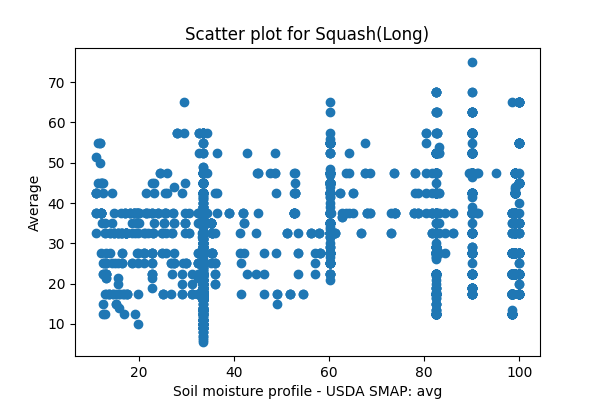 Scatter plot for Squash(Long)
70
60
50
40
30
20
10
Average
20 40 60 80 100
Soil moisture profile - USDA SMAP: avg